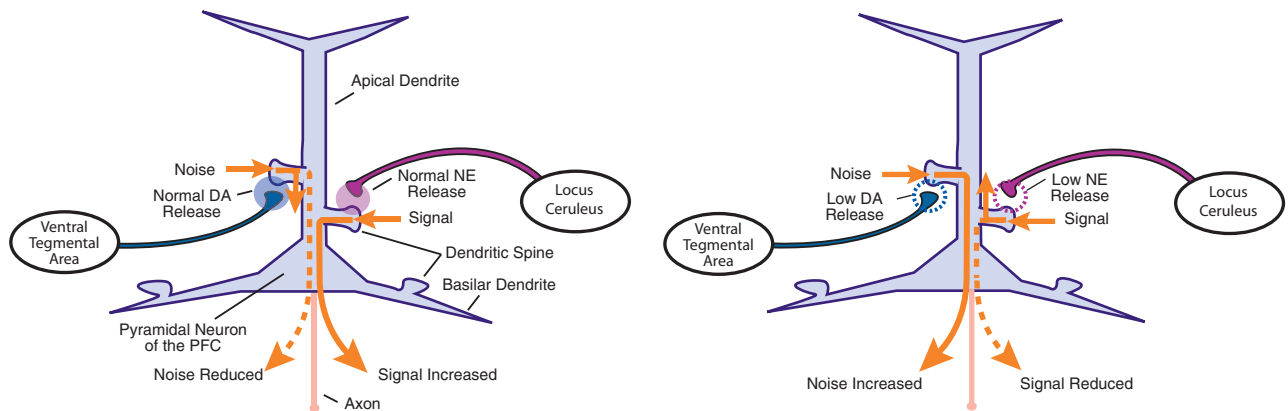 Apical Dendrite
Noise
Normal DA
Release
Normal NE
Release
Signal
Locus
Ceruleus
Ventral
Tegmental
Area
Dendritic Spine
Basilar Dendrite
Pyramidal Neuron
of the PFC
Noise Reduced
Signal Increased
Axon
Noise
Low DA
Release
Low NE
Release
Signal
Locus
Ceruleus
Ventral
Tegmental
Area
Noise Increased
Signal Reduced